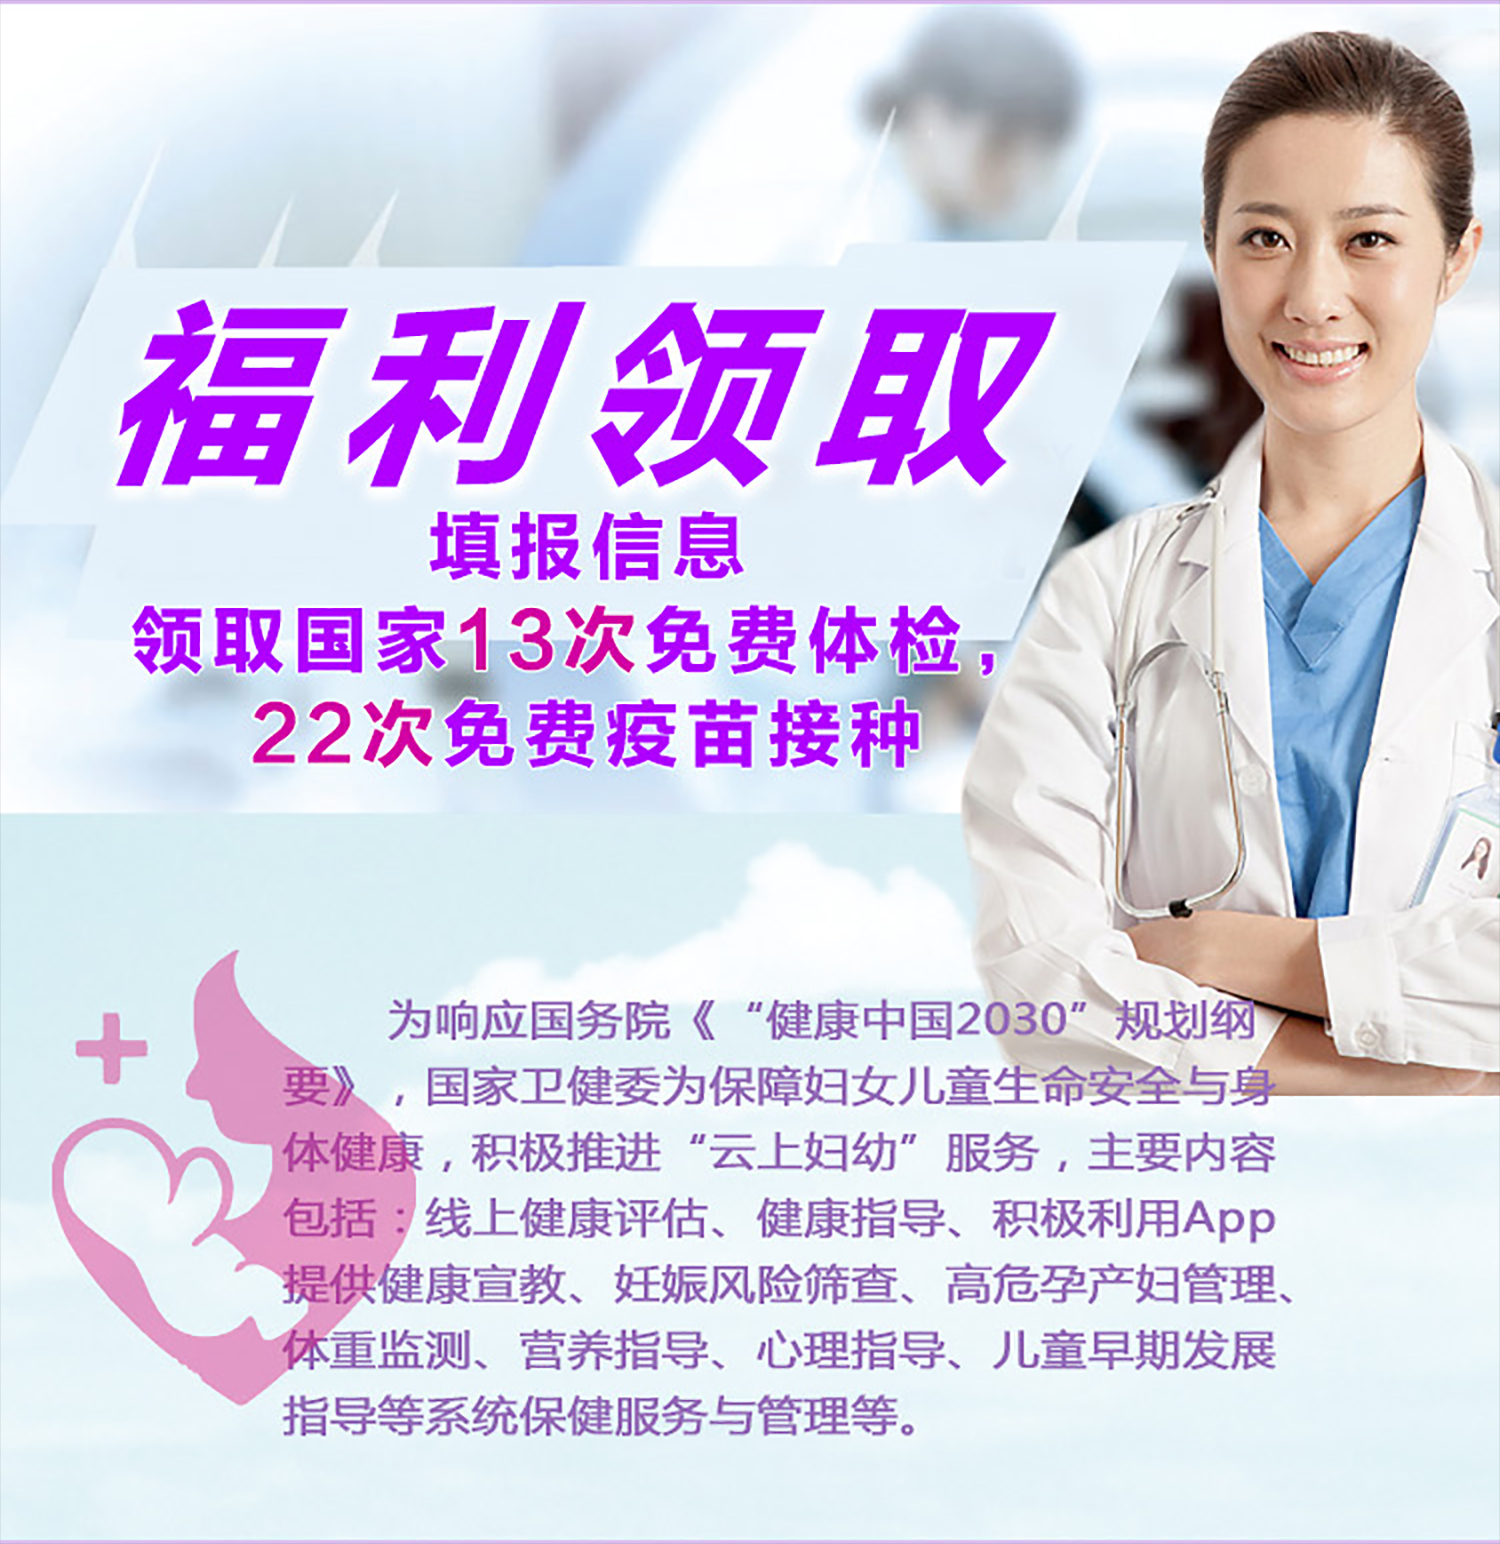 福利领取
填报信息
领取国家13次免费体检，
22次免费疫苗接种
为响应国务院《“健康中国2030”规划纲
要》，国家卫健委为保障妇女儿童生命安全与身
体健康，积极推进“云上妇幼”服务，主要内容
包括：线上健康评估、健康指导、积极利用App
提供健康宣教、妊娠风险筛查、高危孕产妇管理、
体重监测、营养指导、心理指导、儿童早期发展
指导等系统保健服务与管理等。